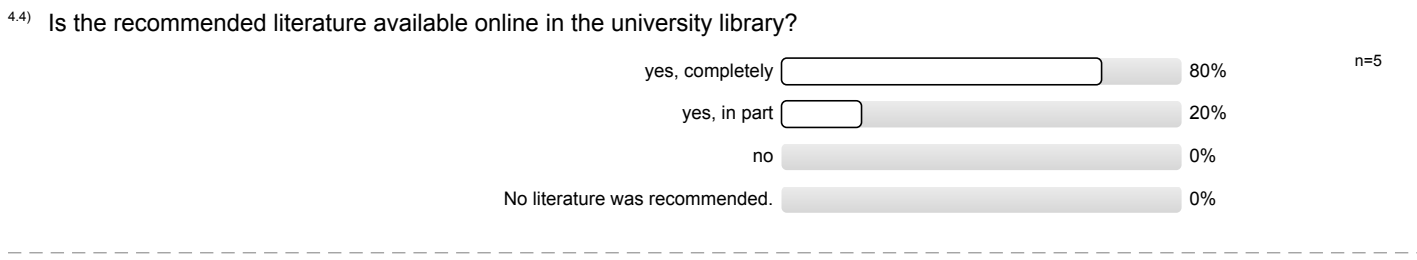 4.4) Is the recommended literature available online in the university library?
yes, completely 80% n=5
yes, in part 20%
no 0%
No literature was recommended. 0%